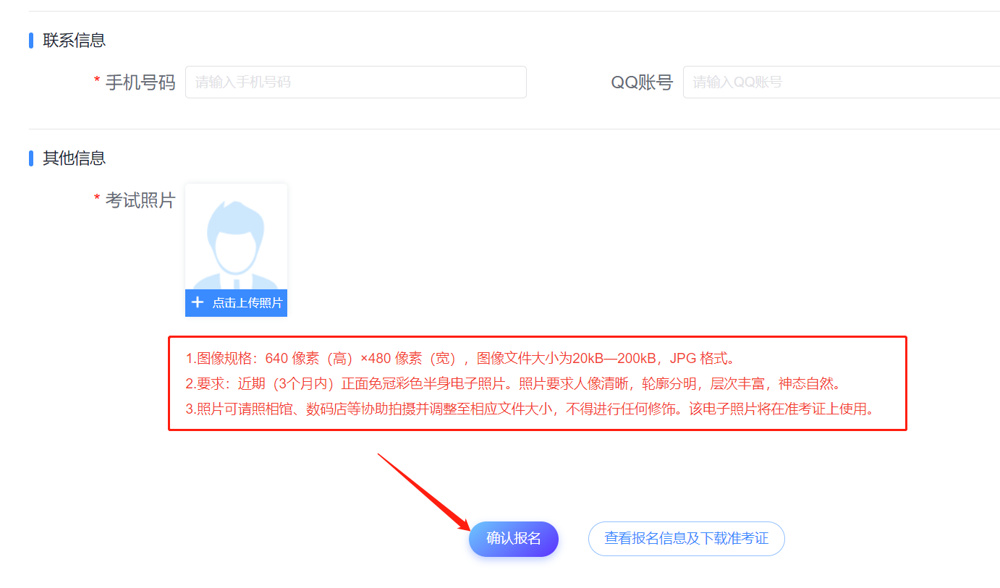 联系信息
* 手机号码 请输入手机号码 QQ账号 请输入QQ账号
其他信息
* 考试照片
+ 点击上传照片
1.图像规格：640 像素（高）×480 像素（宽），图像文件大小为20kB—200kB，JPG 格式。
2.要求：近期（3个月内）正面免冠彩色半身电子照片。照片要求人像清晰，轮廓分明，层次丰富，神态自然。
3.照片可请照相馆、数码店等协助拍摄并调整至相应文件大小，不得进行任何修饰。该电子照片将在准考证上使用。
确认报名 查看报名信息及下载准考证